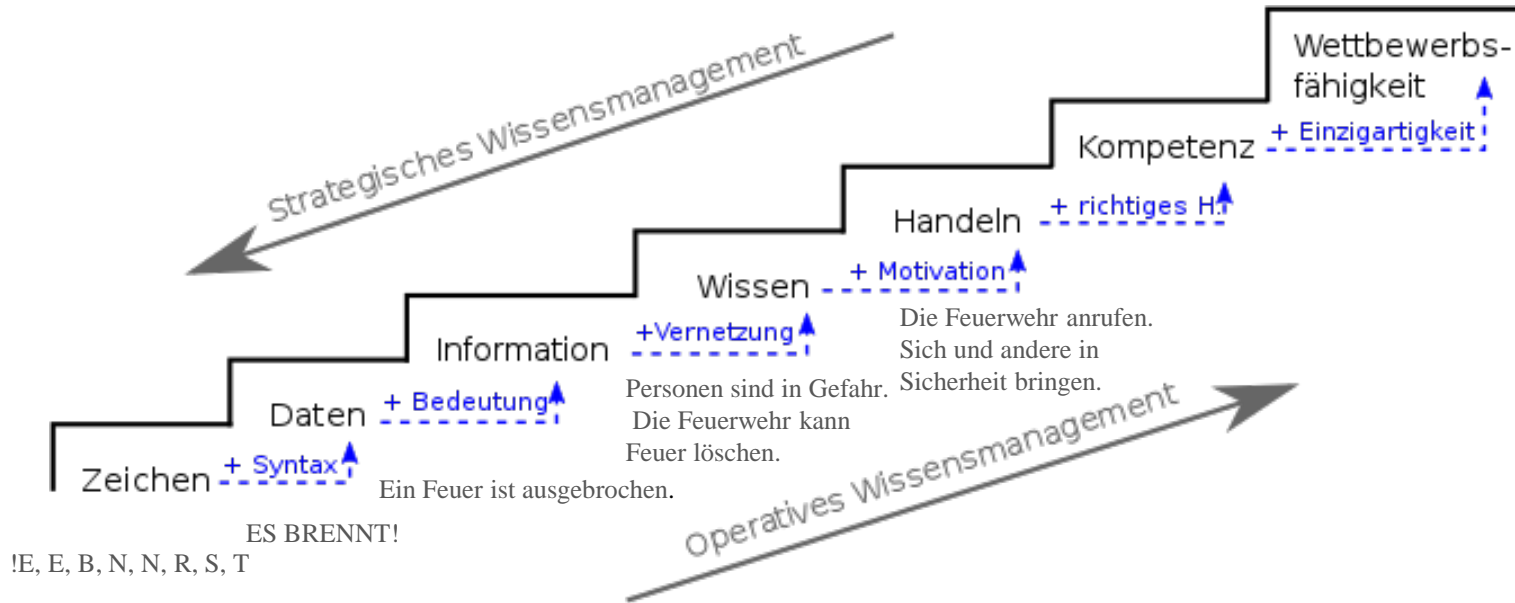 Wettbewerbs-
fähigkeit
+ Einzigartigkeit
Kompetenz
+ richtiges H.
Handeln
+ Motivation
Wissen
+Vernetzung
Information
+ Bedeutung
Daten
+ Syntax
Zeichen
Strategisches Wissensmanagement
Operatives Wissensmanagement
Die Feuerwehr anrufen.
Sich und andere in
Sicherheit bringen.
Personen sind in Gefahr.
Die Feuerwehr kann
Feuer löschen.
Ein Feuer ist ausgebrochen.
ES BRENNT!
!E, E, B, N, N, R, S, T